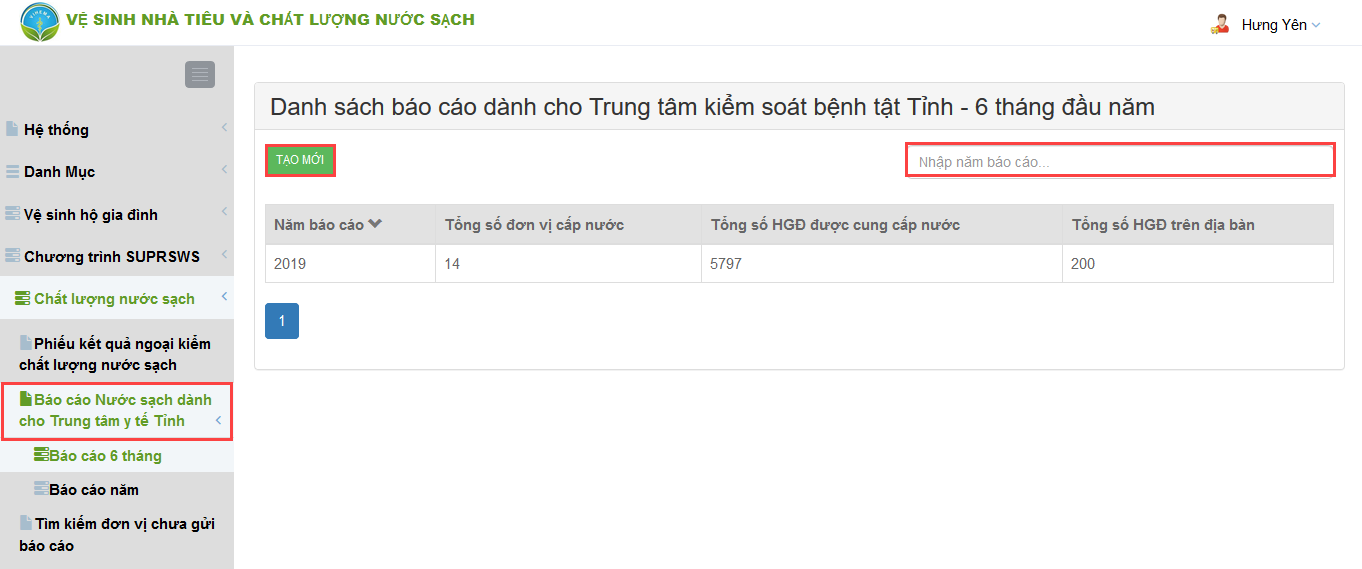 VỆ SINH NHÀ TIÊU VÀ CHẤT LƯỢNG NƯỚC SẠCH
Hưng Yên
Hệ thống
Danh Mục
Vệ sinh hộ gia đình
Chương trình SUPRSWS
Chất lượng nước sạch
Phiếu kết quả ngoại kiểm
chất lượng nước sạch
Báo cáo Nước sạch dành
cho Trung tâm y tế Tỉnh
Báo cáo 6 tháng
Báo cáo năm
Tìm kiếm đơn vị chưa gửi
báo cáo
Danh sách báo cáo dành cho Trung tâm kiểm soát bệnh tật Tỉnh - 6 tháng đầu năm
TẠO MỚI
Nhập năm báo cáo...
Năm báo cáo Tổng số đơn vị cấp nước Tổng số HGĐ được cung cấp nước Tổng số HGĐ trên địa bàn
2019 14 5797 200
1